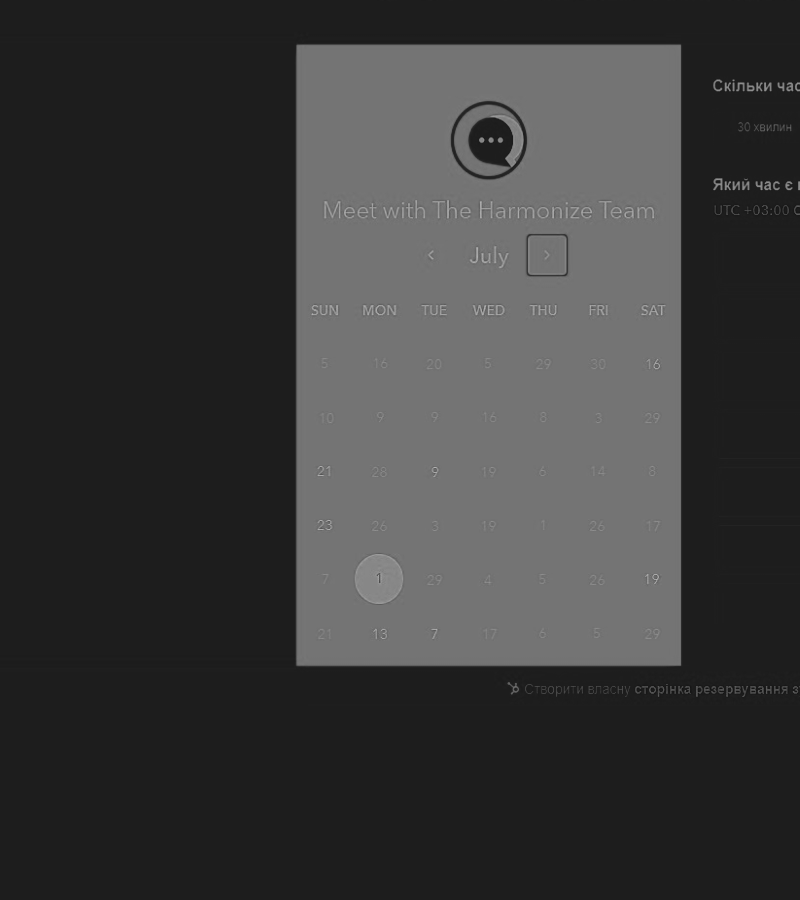 Meet with The Harmonize Team
July
SUN MON TUE WED THU FRI SAT
5 16 20 5 29 30 16
10 9 9 16 8 3 29
21 28 9 19 6 14 8
23 26 3 19 1 26 17
7 1 29 4 5 26 19
21 13 7 17 6 5 29
Скільки час
30 хвилин
Який час є
UTC +03:00
Створити власну сторінка резервування